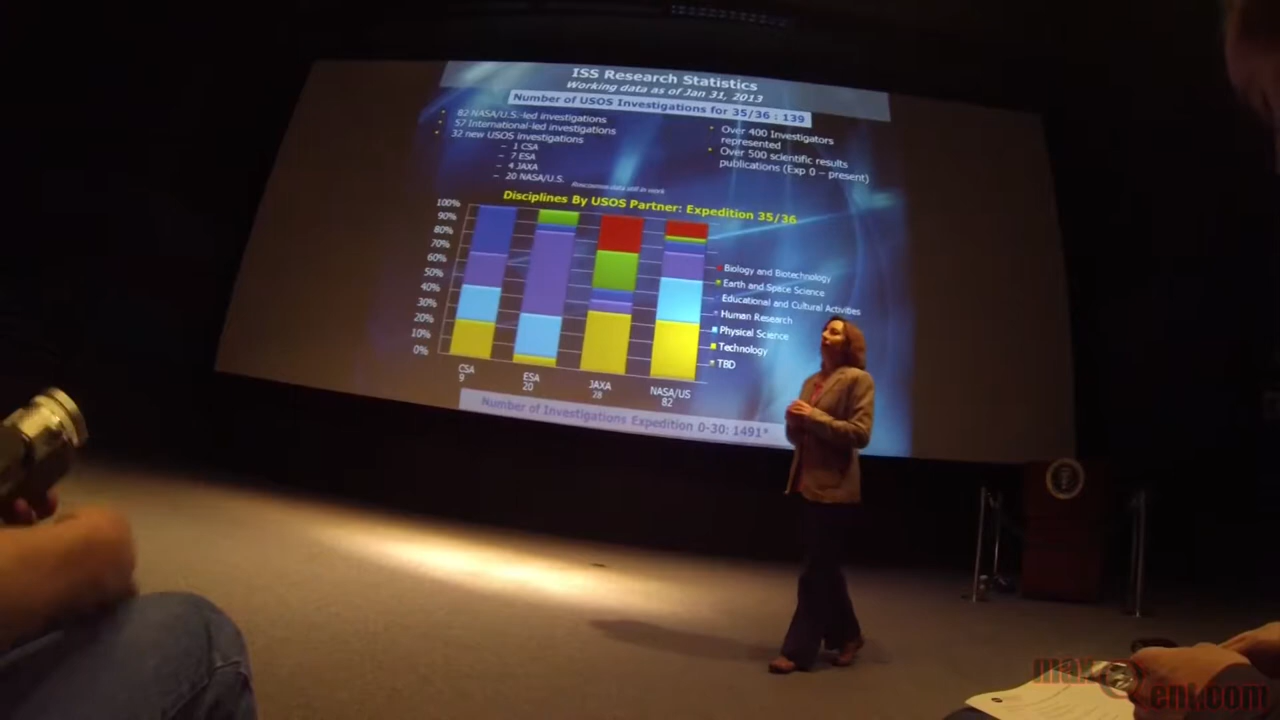 ISS Research Statistics
Working data as of Jan 31, 2013
Number of USOS Investigations for 35/36 : 139
• 82 NASA/U.S.-led investigations
• 57 International-led investigations
• 32 new USOS investigations
– 1 CSA
– 7 ESA
– 4 JAXA
– 20 NASA/U.S.
• Over 400 Investigators
represented
• Over 500 scientific results
publications (Exp 0 – present)
Roscosmos data still in work
Disciplines By USOS Partner: Expedition 35/36
100%
90%
80%
70%
60%
50%
40%
30%
20%
10%
0%
CSA
9
ESA
20
JAXA
28
NASA/US
82
Biology and Biotechnology
Earth and Space Science
Educational and Cultural Activities
Human Research
Physical Science
Technology
TBD
Number of Investigations Expedition 0-30: 1491*